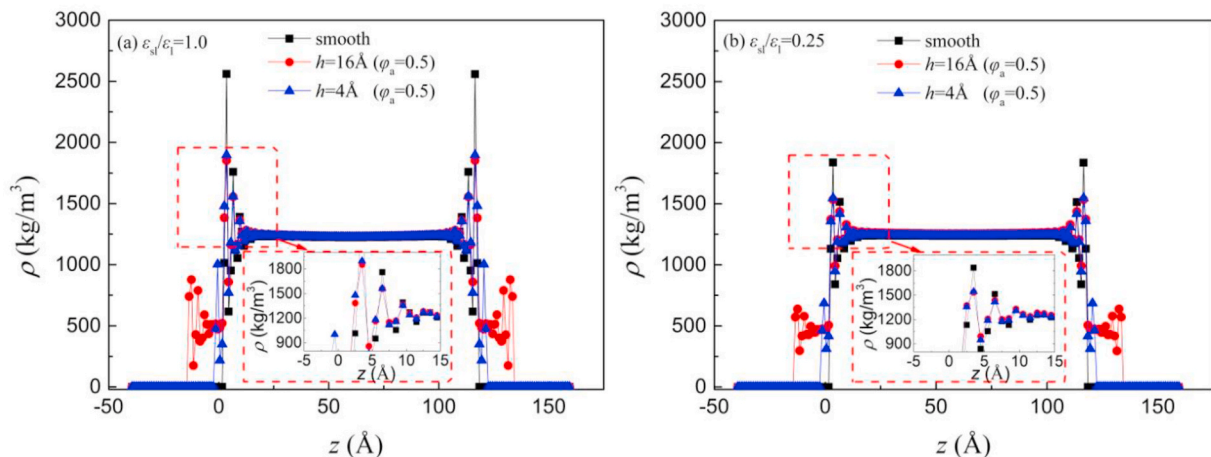 (a) εsl/εl=1.0
smooth
h=16Å (φa=0.5)
h=4Å (φa=0.5)
3000
2500
2000
1500
1000
500
0
ρ (kg/m³)
-50
0
50
100
150
z (Å)
1800
1500
1200
900
ρ (kg/m³)
-5
0
5
10
15
z (Å)
(b) εsl/εl=0.25
smooth
h=16Å (φa=0.5)
h=4Å (φa=0.5)
3000
2500
2000
1500
1000
500
0
ρ (kg/m³)
-50
0
50
100
150
z (Å)
1800
1500
1200
900
ρ (kg/m³)
-5
0
5
10
15
z (Å)